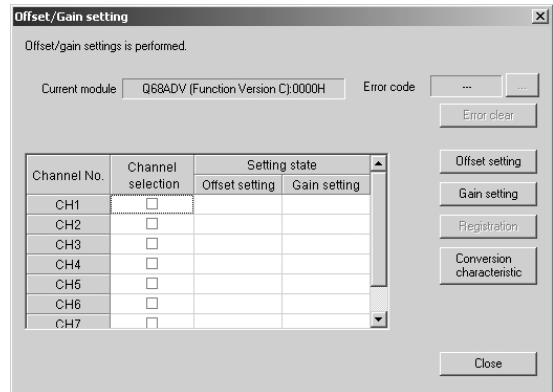 Offset/Gain setting
Offset/gain settings is performed.
Current module Q68ADV (Function Version C):0000H Error code --- ...
Error clear
Channel No. Channel selection Setting state
Offset setting Gain setting
CH1
CH2
CH3
CH4
CH5
CH6
CH7
Offset setting
Gain setting
Registration
Conversion
characteristic
Close